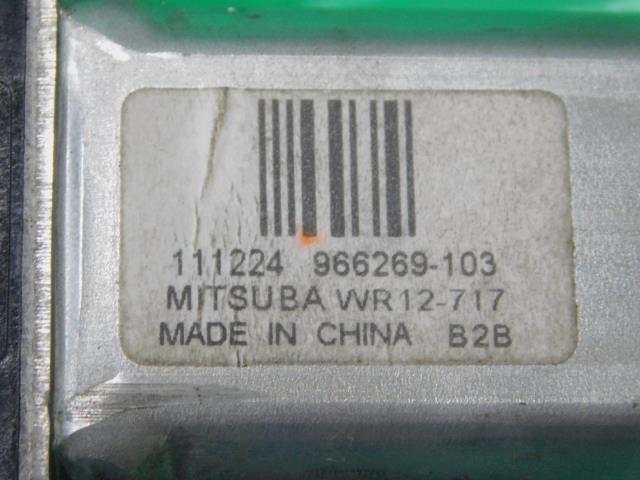 111224 966269-103
MITSUBA WR12-717
MADE IN CHINA B2B